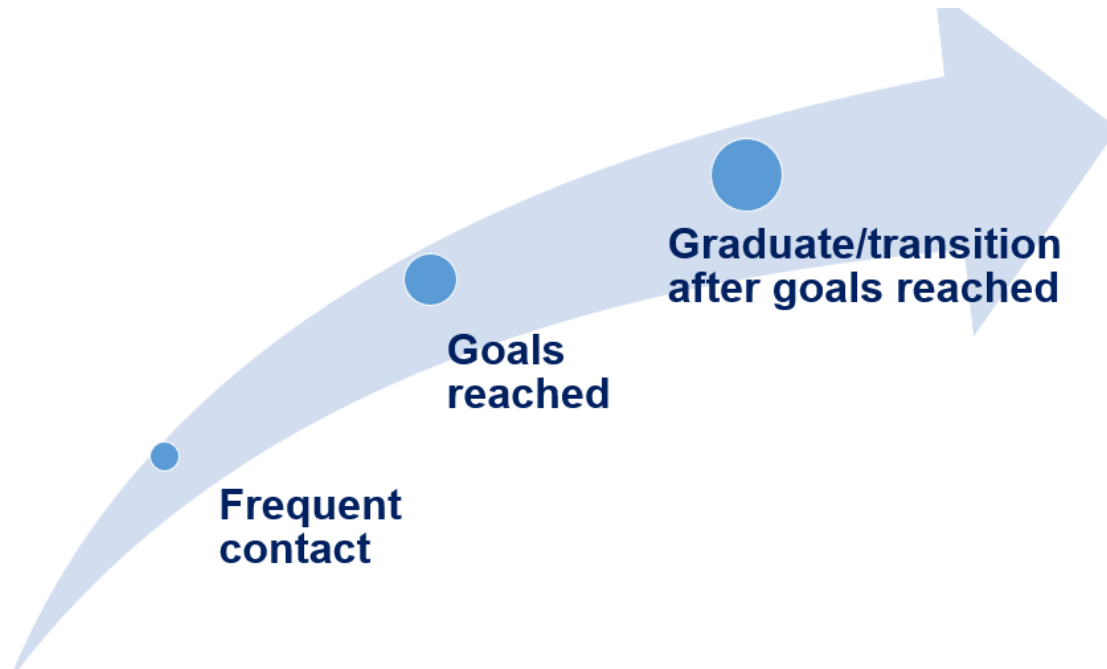 Graduate/transition
after goals reached
Goals
reached
Frequent
contact